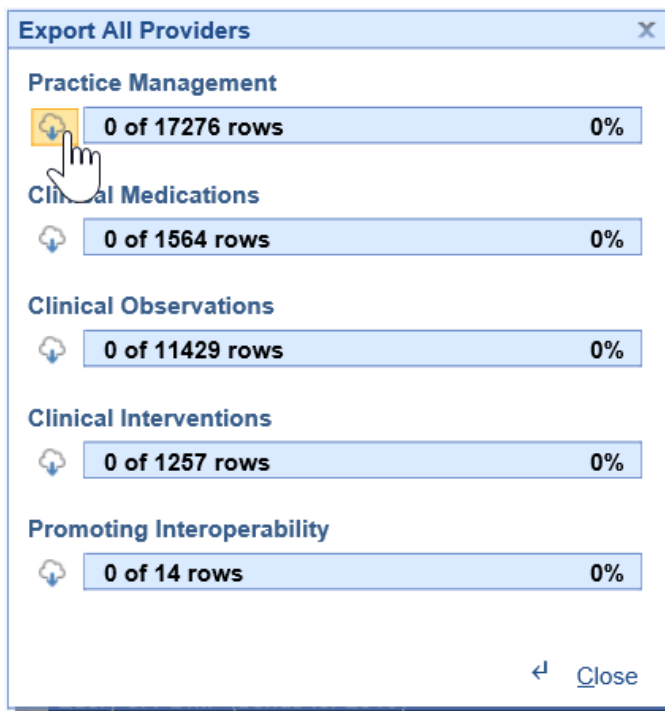 Export All Providers x
Practice Management
0 of 17276 rows 0%
Clinical Medications
0 of 1564 rows 0%
Clinical Observations
0 of 11429 rows 0%
Clinical Interventions
0 of 1257 rows 0%
Promoting Interoperability
0 of 14 rows 0%
Close